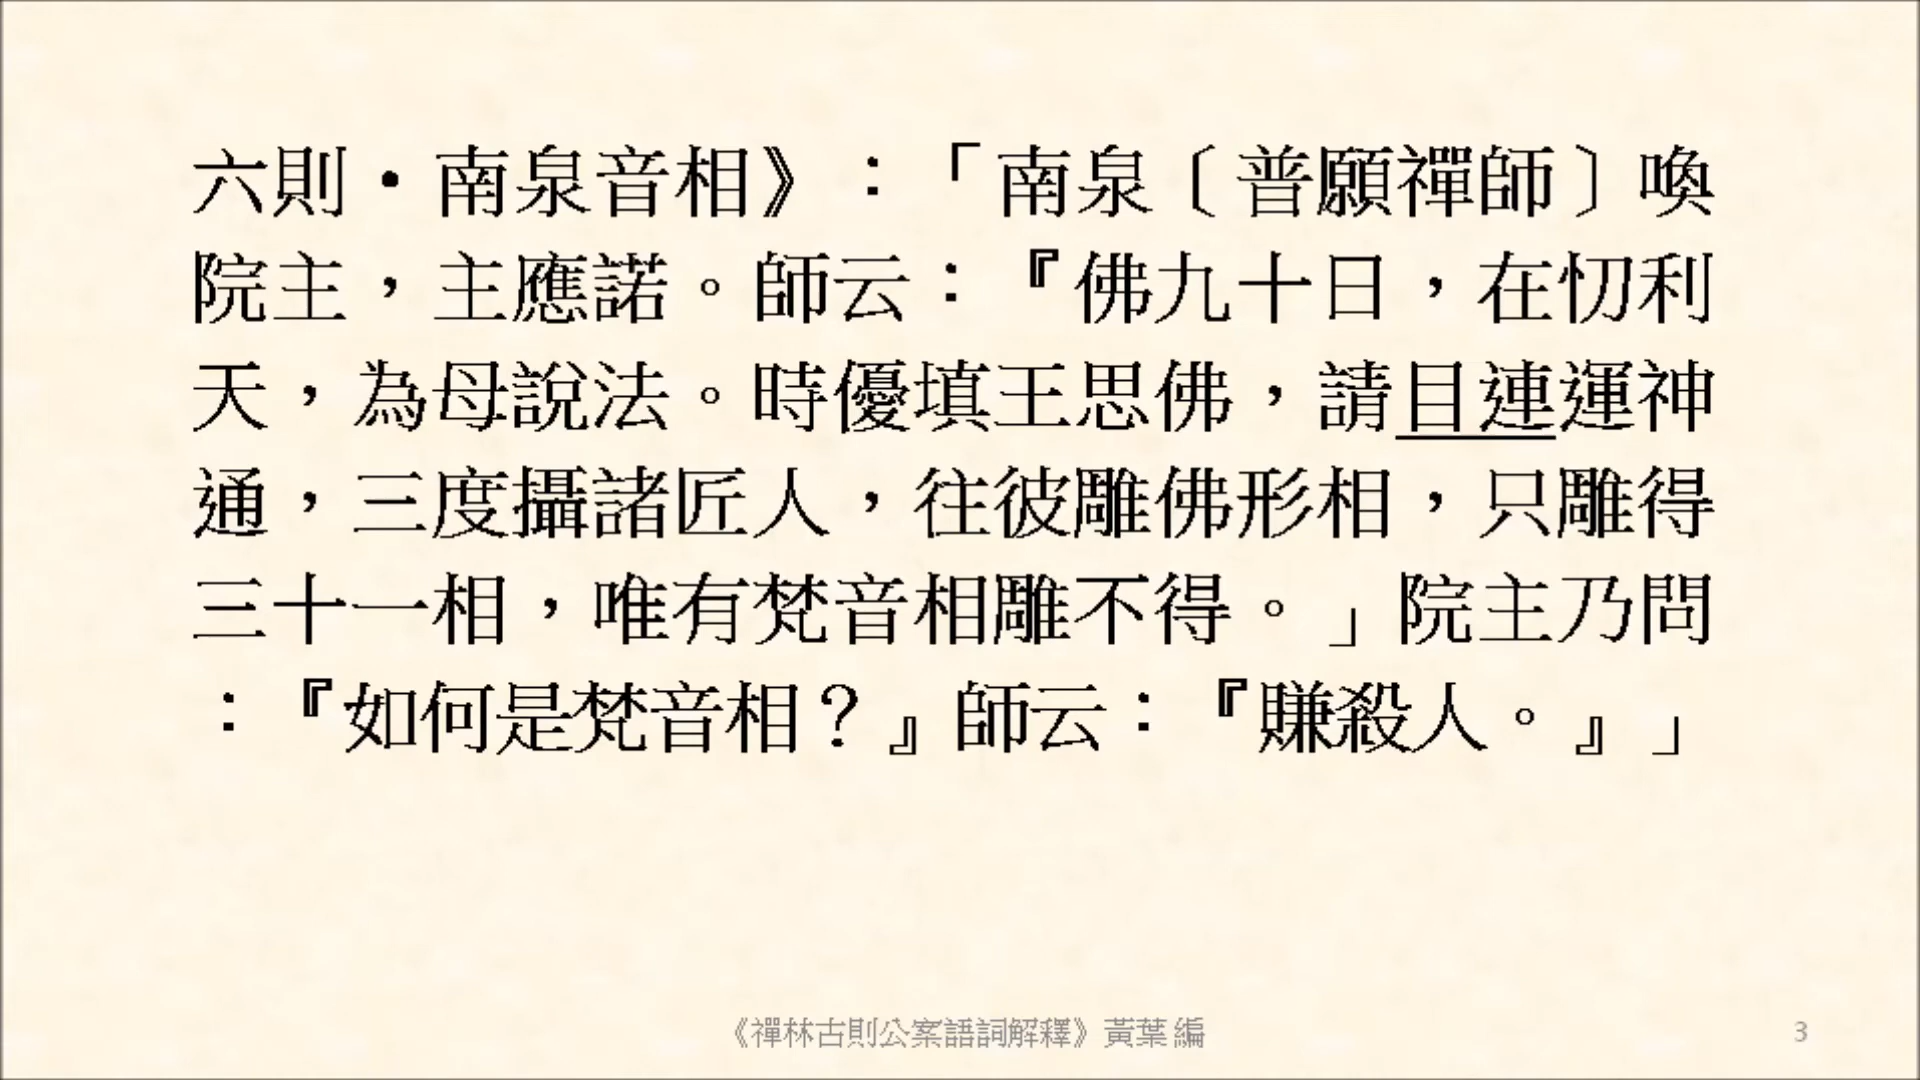 六則‧南泉音相》：「南泉〔普願禪師〕喚
院主，主應諾。師云：『佛九十日，在忉利
天，為母說法。時優填王思佛，請目連運神
通，三度攝諸匠人，往彼雕佛形相，只雕得
三十一相，唯有梵音相雕不得。」院主乃問
：『如何是梵音相？』師云：『賺殺人。』」
《禪林古則公案語詞解釋》黃葉 編
3